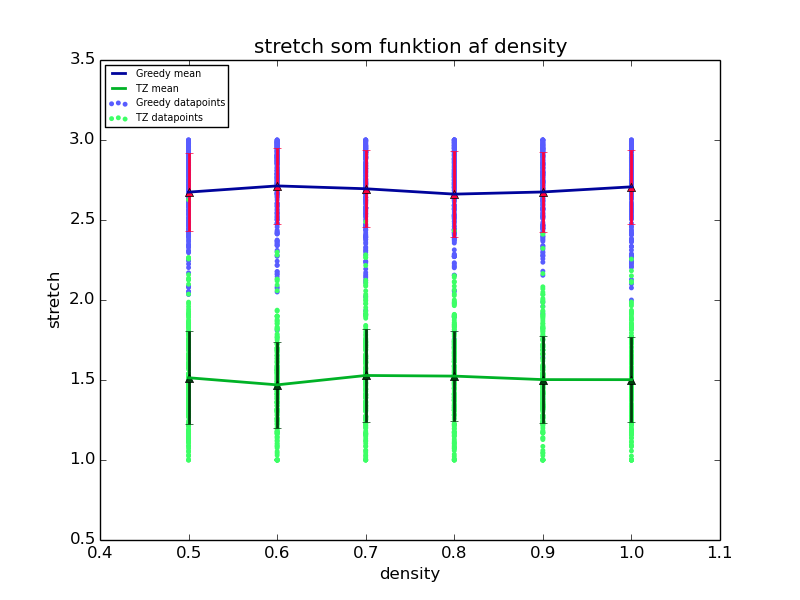 stretch som funktion af density
Greedy mean
TZ mean
Greedy datapoints
TZ datapoints
3.5
3.0
2.5
2.0
1.5
1.0
0.5
stretch
0.4 0.5 0.6 0.7 0.8 0.9 1.0 1.1
density